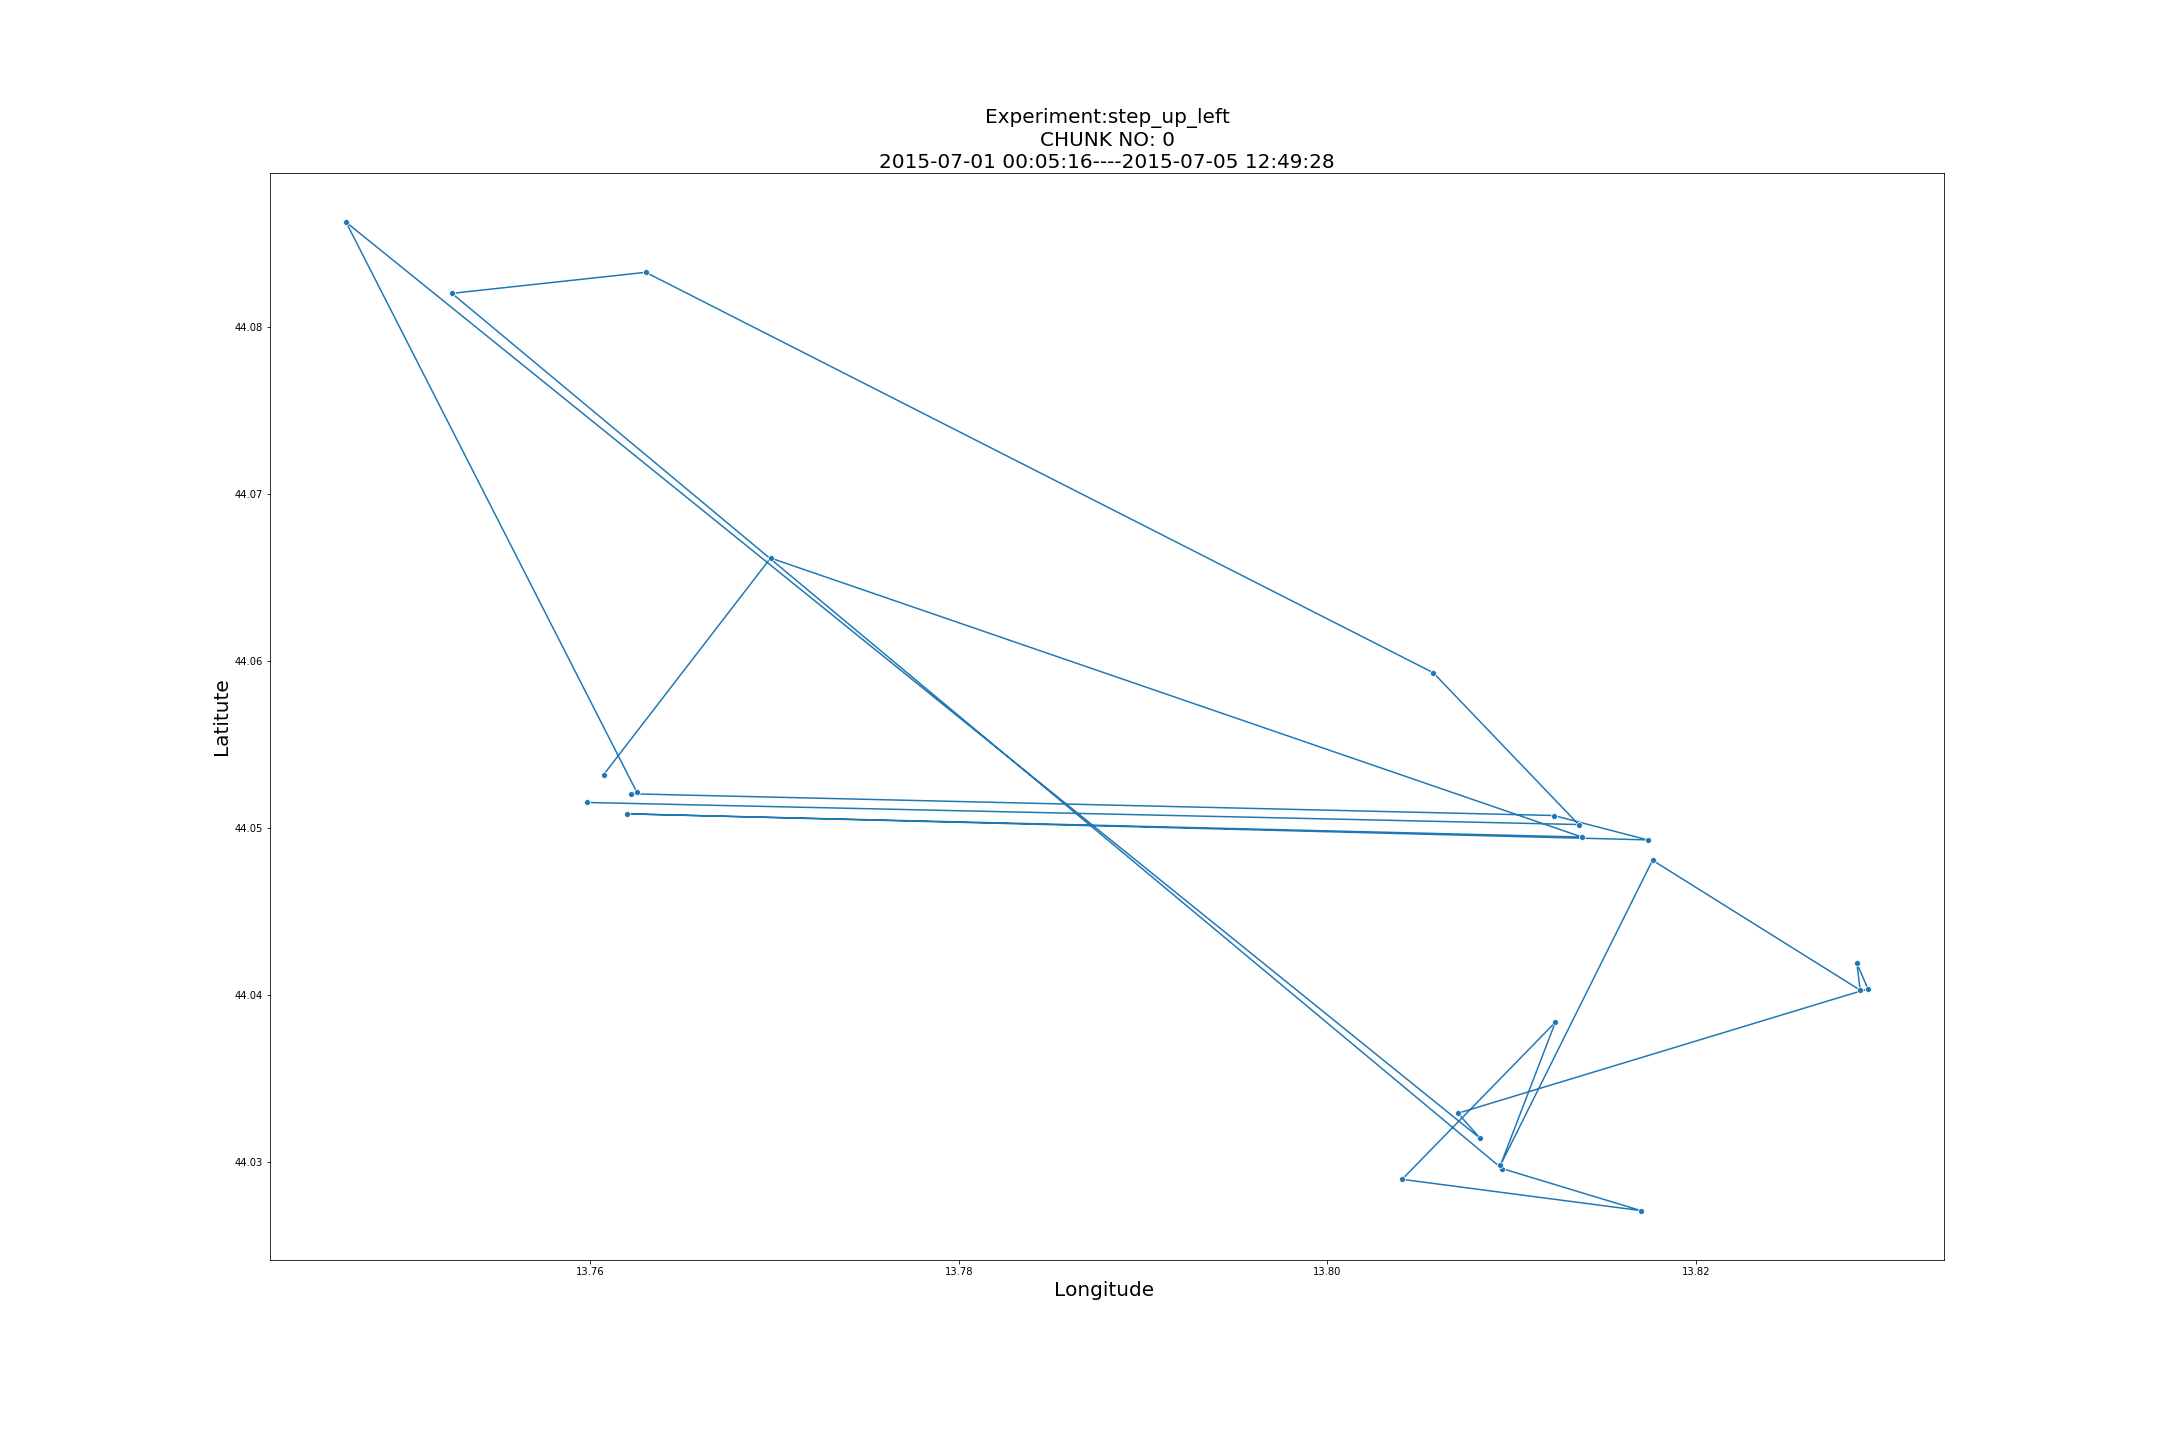 Experiment:step_up_left
CHUNK NO: 0
2015-07-01 00:05:16----2015-07-05 12:49:28
44.08
44.07
44.06
44.05
44.04
44.03
Latitute
13.76
13.78
13.80
13.82
Longitude